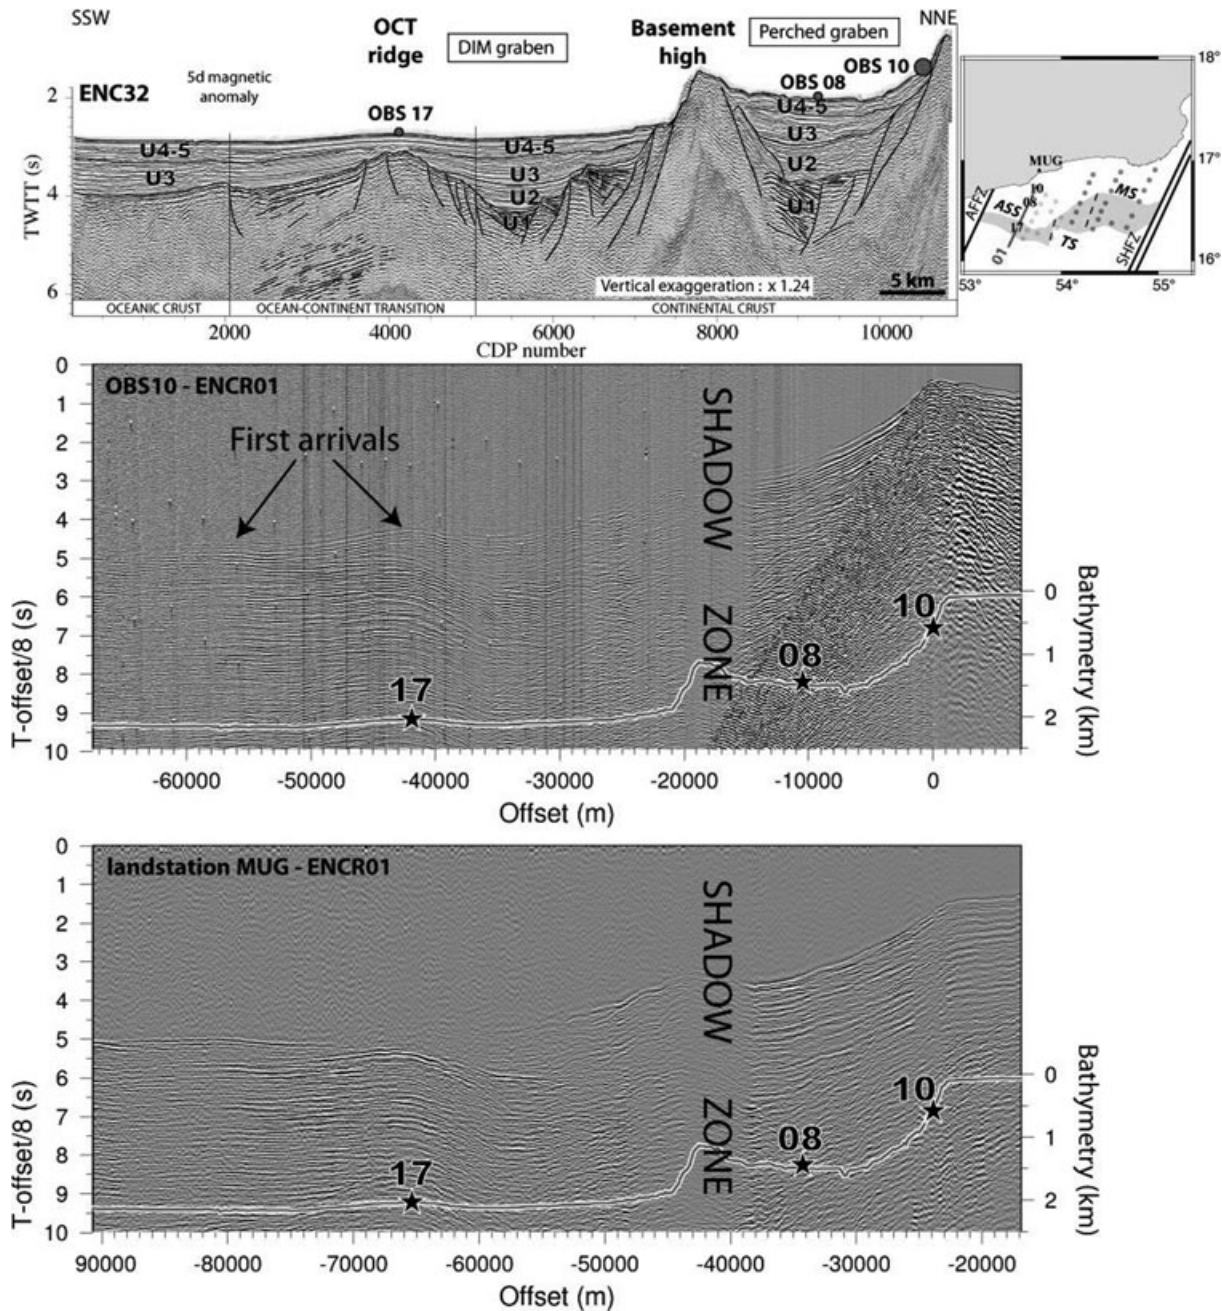 SSW
OCT
ridge
DIM graben
Basement
high
Perched graben
NNE
OBS 10
OBS 08
5d magnetic
anomaly
ENC32
OBS 17
U4-5
U3
U4-5
U3
U2
U1
U4-5
U3
U2
U1
TWTT (s)
2
4
6
Vertical exaggeration : x 1.24
5 km
OCEANIC CRUST
OCEAN-CONTINENT TRANSITION
CONTINENTAL CRUST
2000
4000
6000
8000
10000
CDP number
18°
17°
16°
53°
54°
55°
MUG
10
08
17
01
AFFZ
ASS
TS
MS
SHFZ
OBS10 - ENCR01
First arrivals
SHADOW ZONE
17
08
10
0
1
2
3
4
5
6
7
8
9
10
T-offset/8 (s)
0
1
2
Bathymetry (km)
-60000
-50000
-40000
-30000
-20000
-10000
0
Offset (m)
landstation MUG - ENCR01
SHADOW ZONE
17
08
10
0
1
2
3
4
5
6
7
8
9
10
T-offset/8 (s)
0
1
2
Bathymetry (km)
90000
-80000
-70000
-60000
-50000
-40000
-30000
-20000
Offset (m)